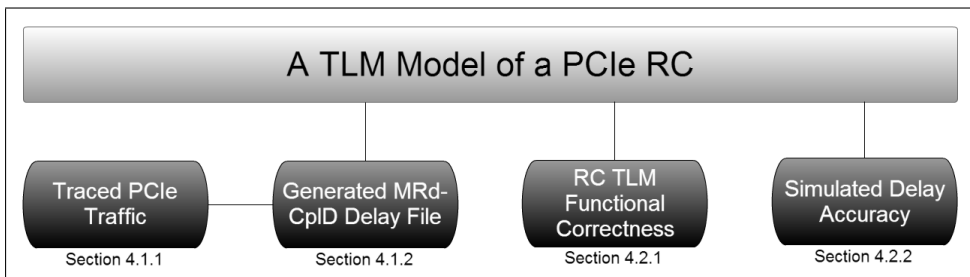 A TLM Model of a PCIe RC
Traced PCIe
Traffic
Section 4.1.1
Generated MRd-
CplD Delay File
Section 4.1.2
RC TLM
Functional
Correctness
Section 4.2.1
Simulated Delay
Accuracy
Section 4.2.2